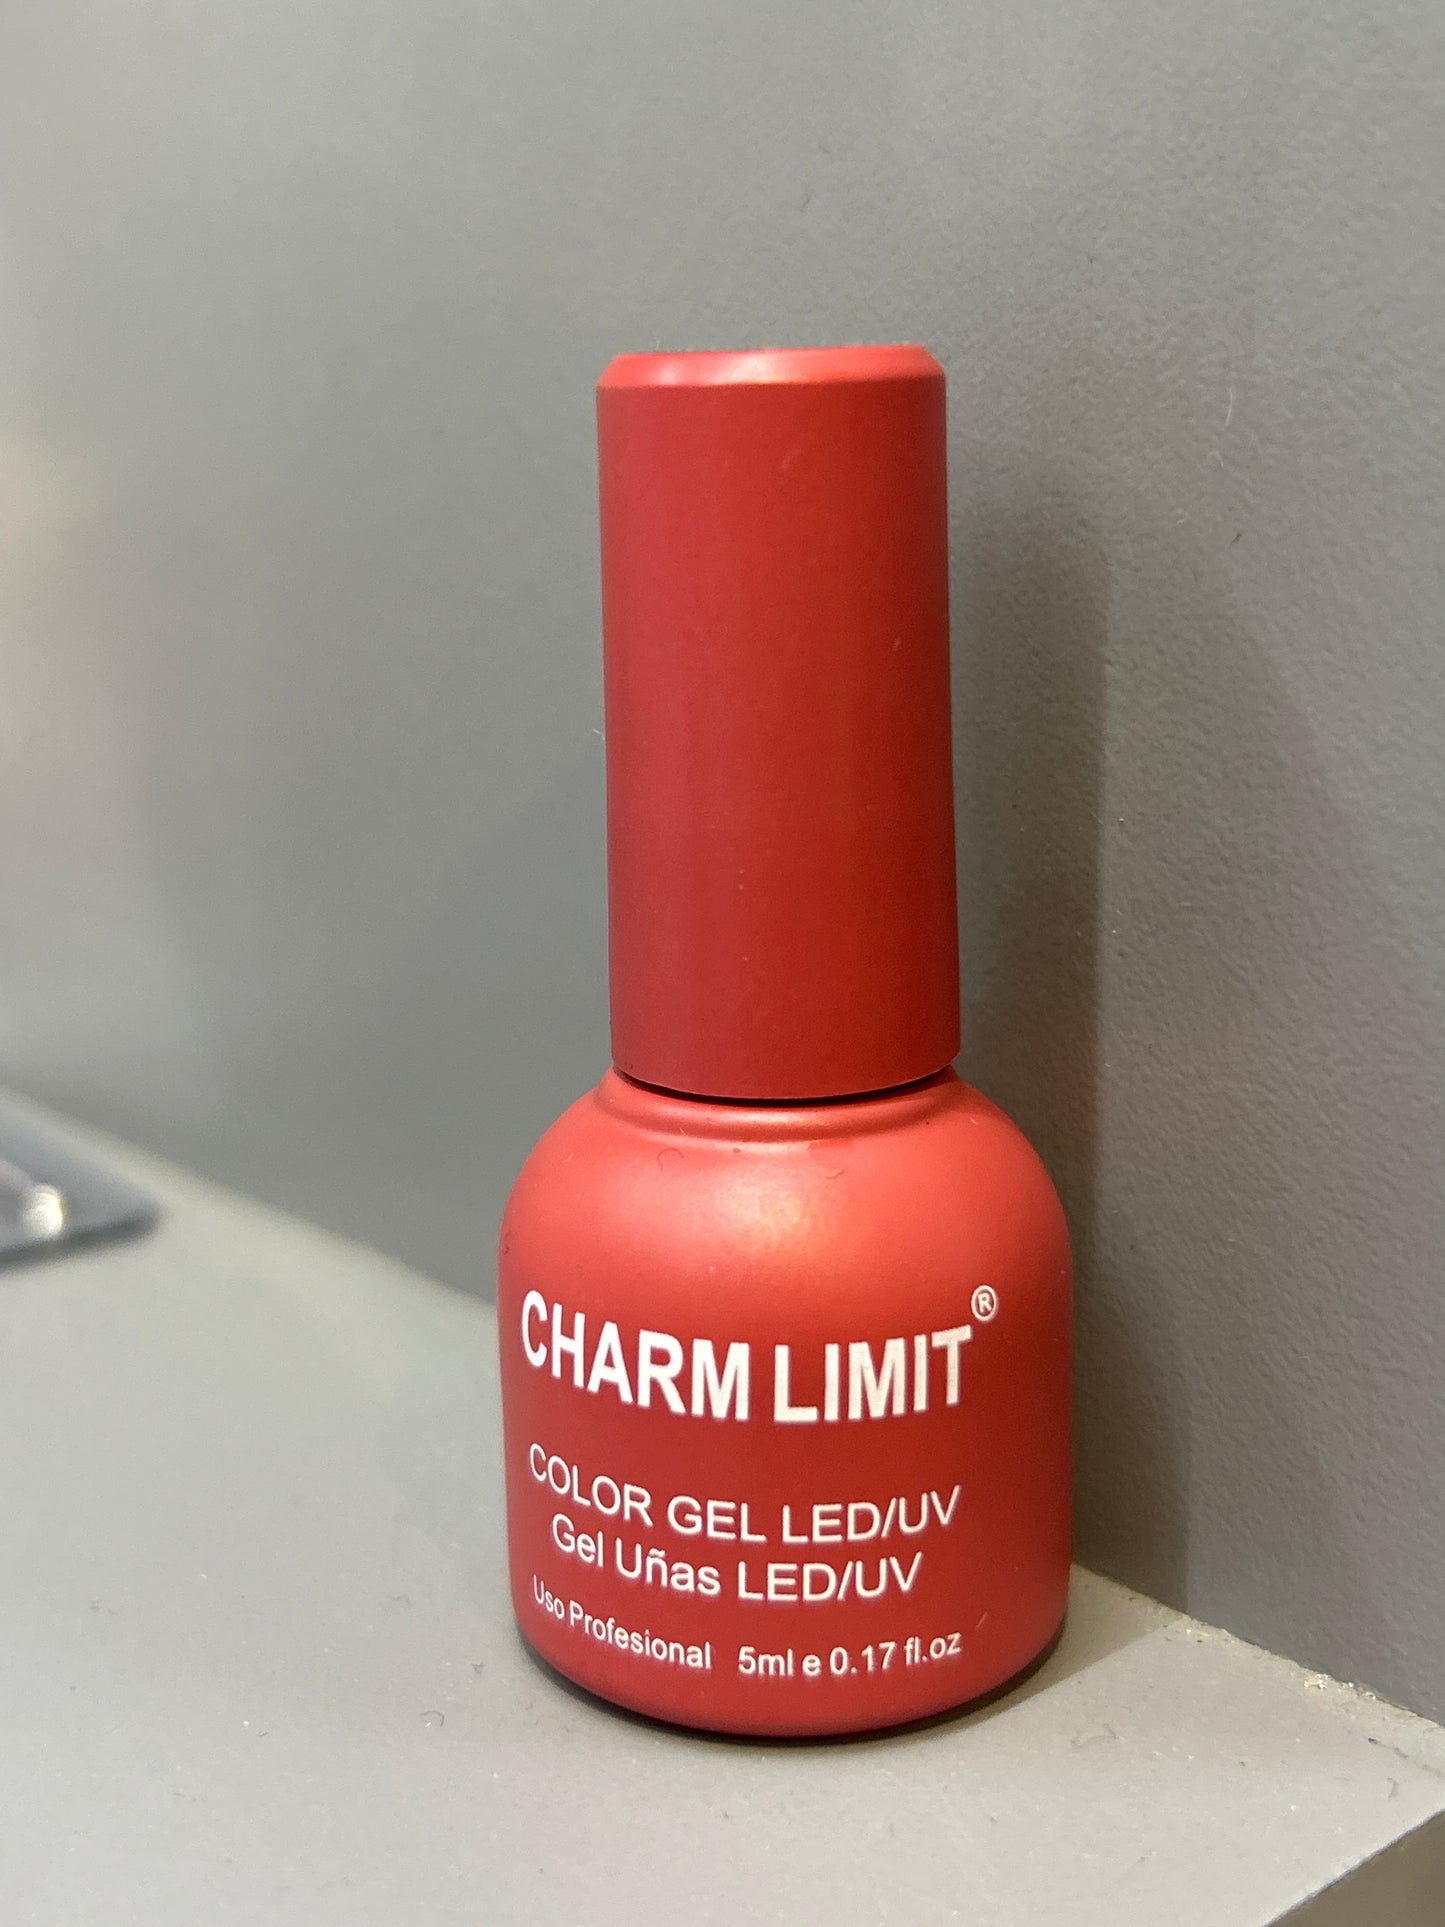 CHARM LIMIT®
COLOR GEL LED/UV
Gel Uñas LED/UV
Uso Profesional 5ml e 0.17 fl.oz